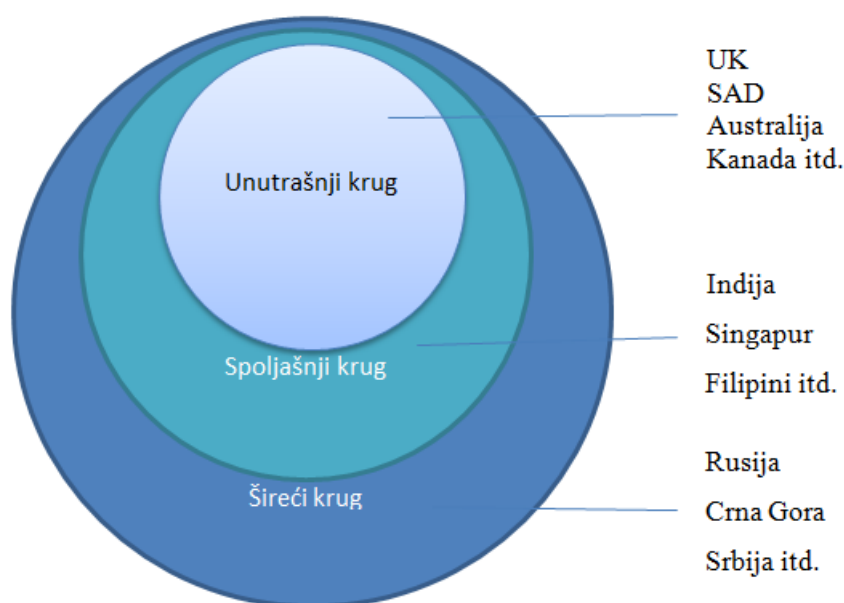 Unutrašnji krug
Spoljašnji krug
Šireći krug
UK
SAD
Australija
Kanada itd.
Indija
Singapur
Filipini itd.
Rusija
Crna Gora
Srbija itd.